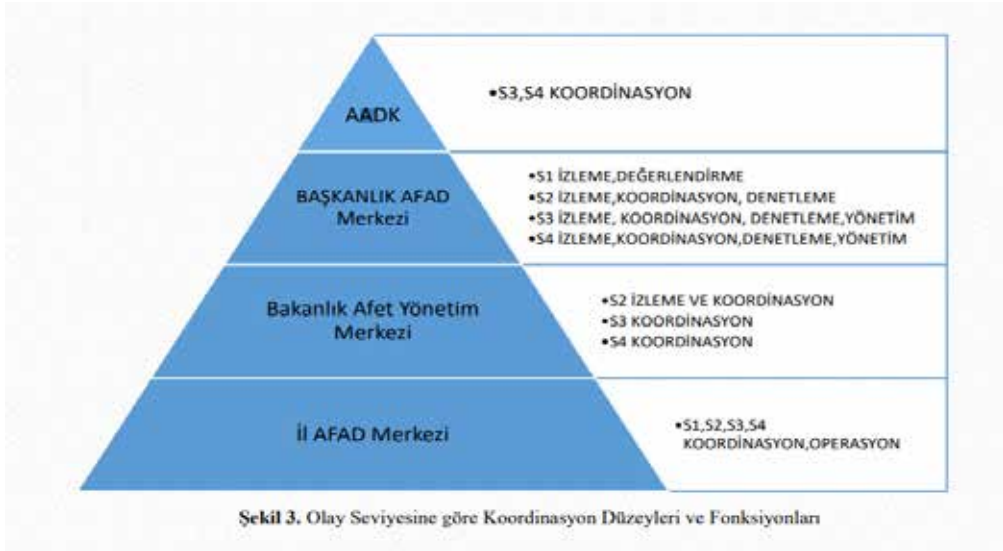 AADK
•S3,S4 KOORDİNASYON
BAŞKANLIK AFAD
Merkezi
•S1 İZLEME,DEĞERLENDİRME
•S2 İZLEME,KOORDİNASYON, DENETLEME
•S3 İZLEME, KOORDİNASYON, DENETLEME,YÖNETİM
•S4 İZLEME,KOORDİNASYON,DENETLEME,YÖNETİM
Bakanlık Afet Yönetim
Merkezi
•S2 İZLEME VE KOORDİNASYON
•S3 KOORDİNASYON
•S4 KOORDİNASYON
İl AFAD Merkezi
•S1,S2,S3,S4
KOORDİNASYON,OPERASYON
Şekil 3. Olay Seviyesine göre Koordinasyon Düzeyleri ve Fonksiyonları